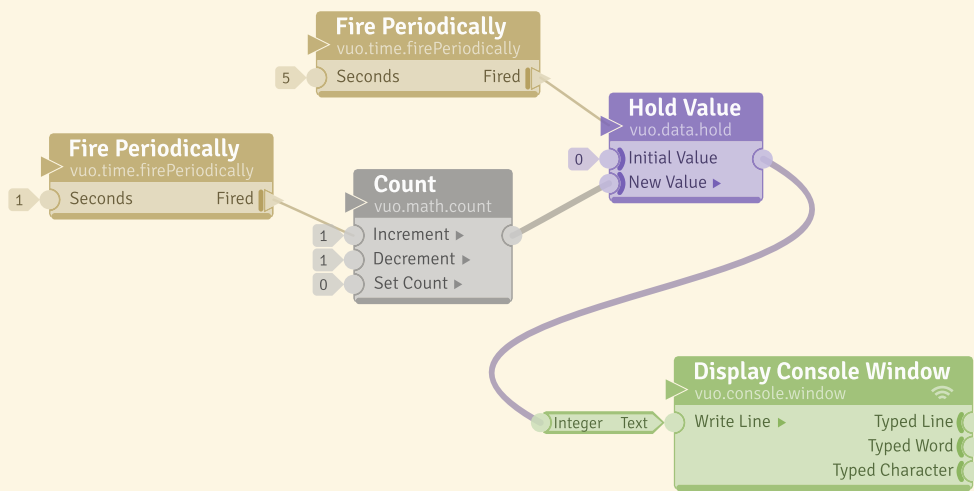 Fire Periodically
vuo.time.firePeriodically
5
Seconds
Fired
Hold Value
vuo.data.hold
0
Initial Value
New Value
Fire Periodically
vuo.time.firePeriodically
1
Seconds
Fired
Count
vuo.math.count
1
Increment
1
Decrement
0
Set Count
Display Console Window
vuo.console.window
Integer Text
Write Line
Typed Line
Typed Word
Typed Character